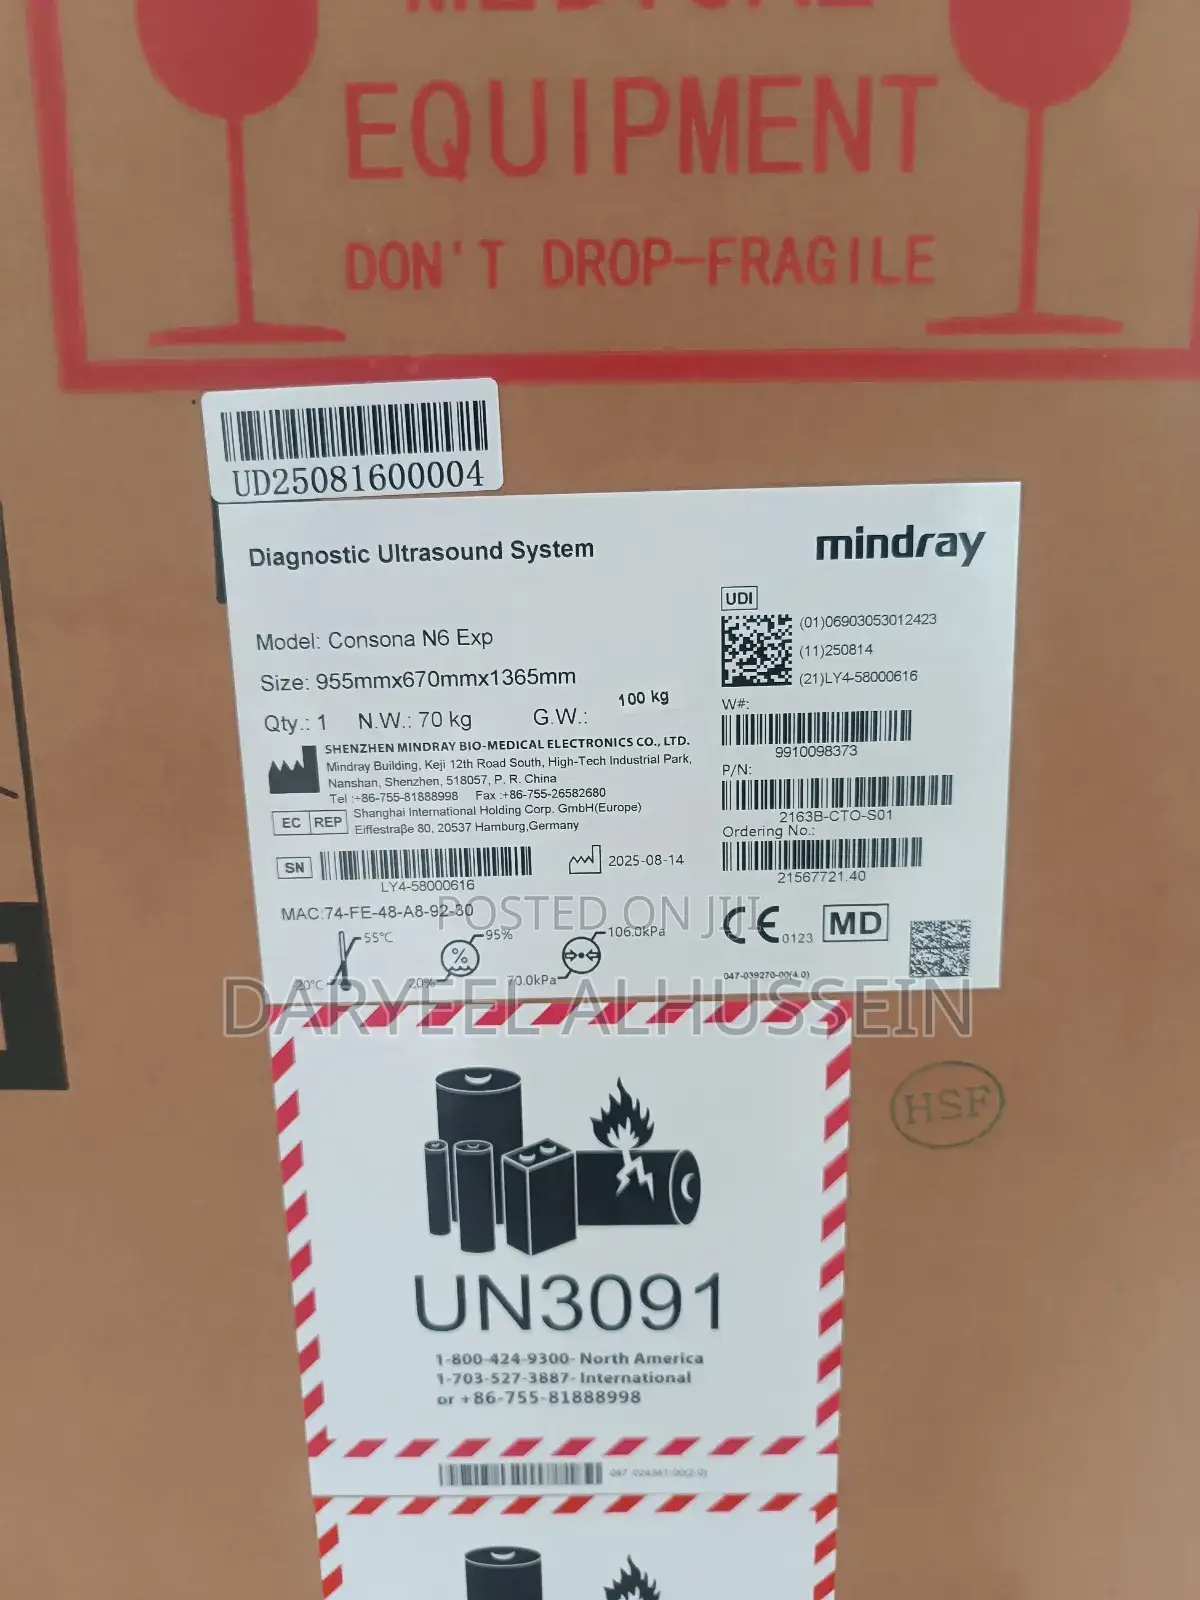 MEDICAL
EQUIPMENT
DON'T DROP-FRAGILE
UD25081600004
Diagnostic Ultrasound System
mindray
Model: Consona N6 Exp
Size: 955mmx670mmx1365mm
Qty.: 1 N.W.: 70 kg G.W.: 100 kg
SHENZHEN MINDRAY BIO-MEDICAL ELECTRONICS CO., LTD.
Mindray Building, Keji 12th Road South, High-Tech Industrial Park,
Nanshan, Shenzhen, 518057, P. R. China
Tel :+86-755-81888998 Fax :+86-755-26582680
EC REP
Shanghai International Holding Corp. GmbH(Europe)
Eiffestraße 80, 20537 Hamburg,Germany
SN
LY4-58000616
2025-08-14
MAC:74-FE-48-A8-92-80
55°C
20°C
95%
%
20%
106.0kPa
70.0kPa
UDI
(01)06903053012423
(11)250814
(21)LY4-58000616
W#:
9910098373
P/N:
2163B-CTO-S01
Ordering No.:
21567721.40
CE 0123 MD
047-039270-00(4.0)
POSTED ON JIJI
DARYEEL ALHUSSEIN
HSF
UN3091
1-800-424-9300- North America
1-703-527-3887- International
or +86-755-81888998